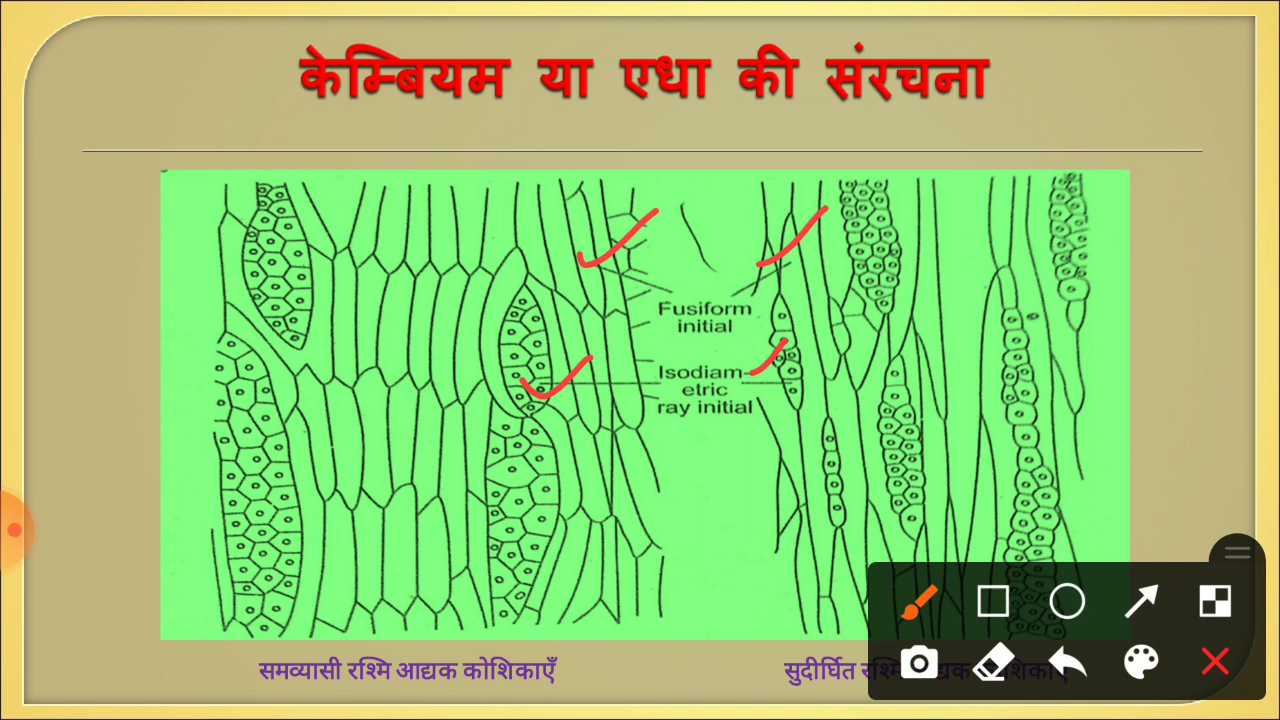 केम्बियम या एधा की संरचना
Fusiform
initial
Isodiam-
etric
ray initial
समव्यासी रश्मि आद्यक कोशिकाएँ
सुदीर्घित